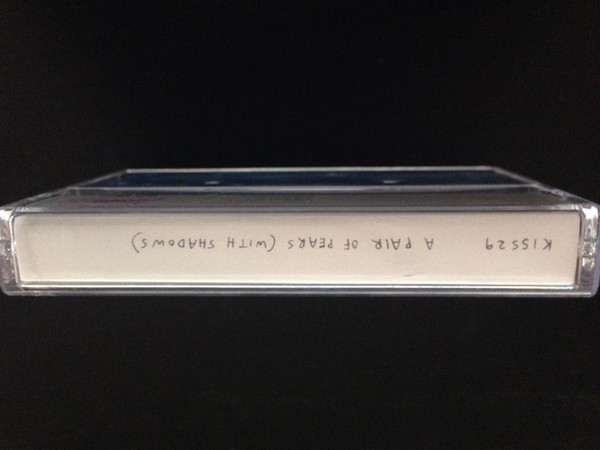 KISS29 A PAIR OF PEARS (WITH SHADOWS)